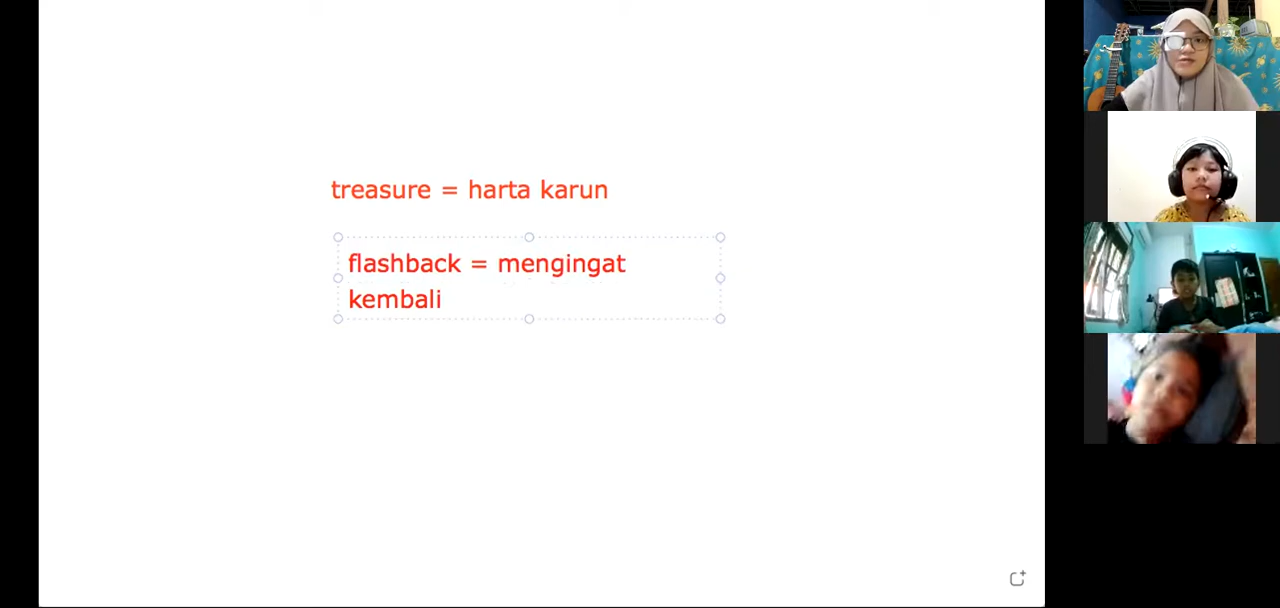 treasure = harta karun
flashback = mengingat
kembali